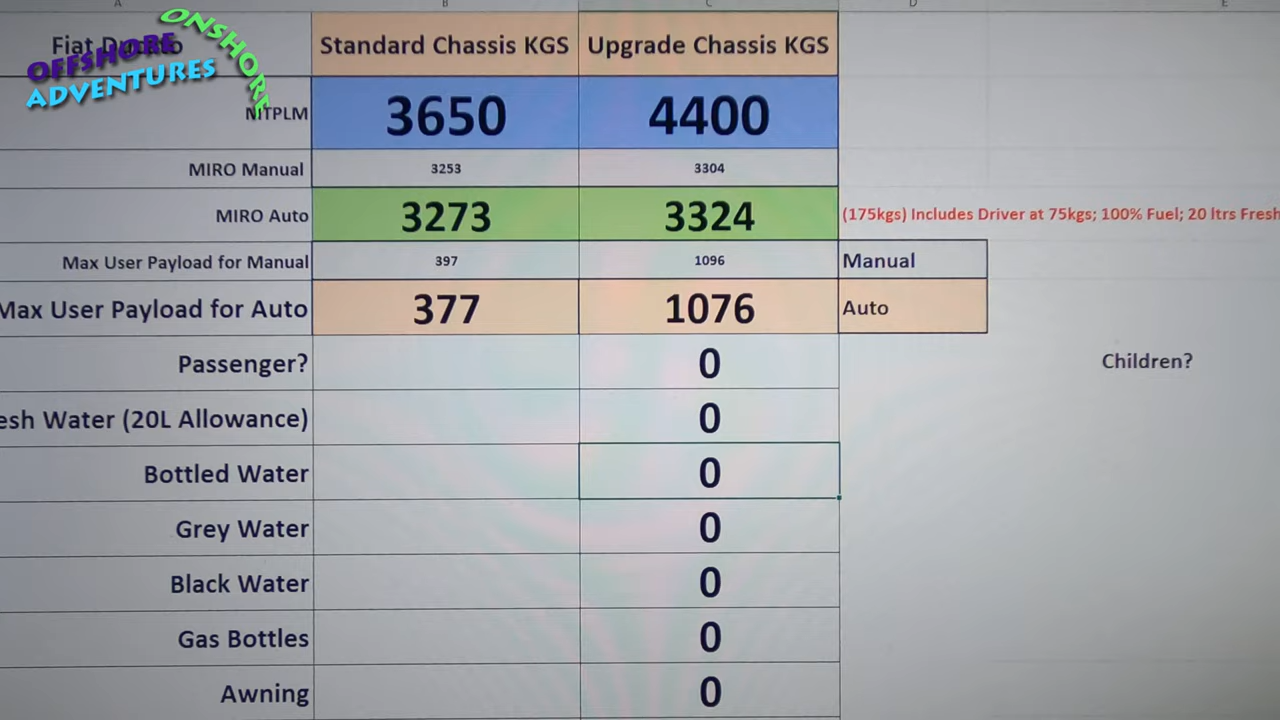 A B C D E
ONSHORE
OFFSHORE
ADVENTURES
Fiat
Standard Chassis KGS Upgrade Chassis KGS
MTPLM 3650 4400
MIRO Manual 3253 3304
MIRO Auto 3273 3324 (175kgs) Includes Driver at 75kgs; 100% Fuel; 20 ltrs Fresh
Max User Payload for Manual 397 1096 Manual
Max User Payload for Auto 377 1076 Auto
Passenger? 0 Children?
esh Water (20L Allowance) 0
Bottled Water 0
Grey Water 0
Black Water 0
Gas Bottles 0
Awning 0